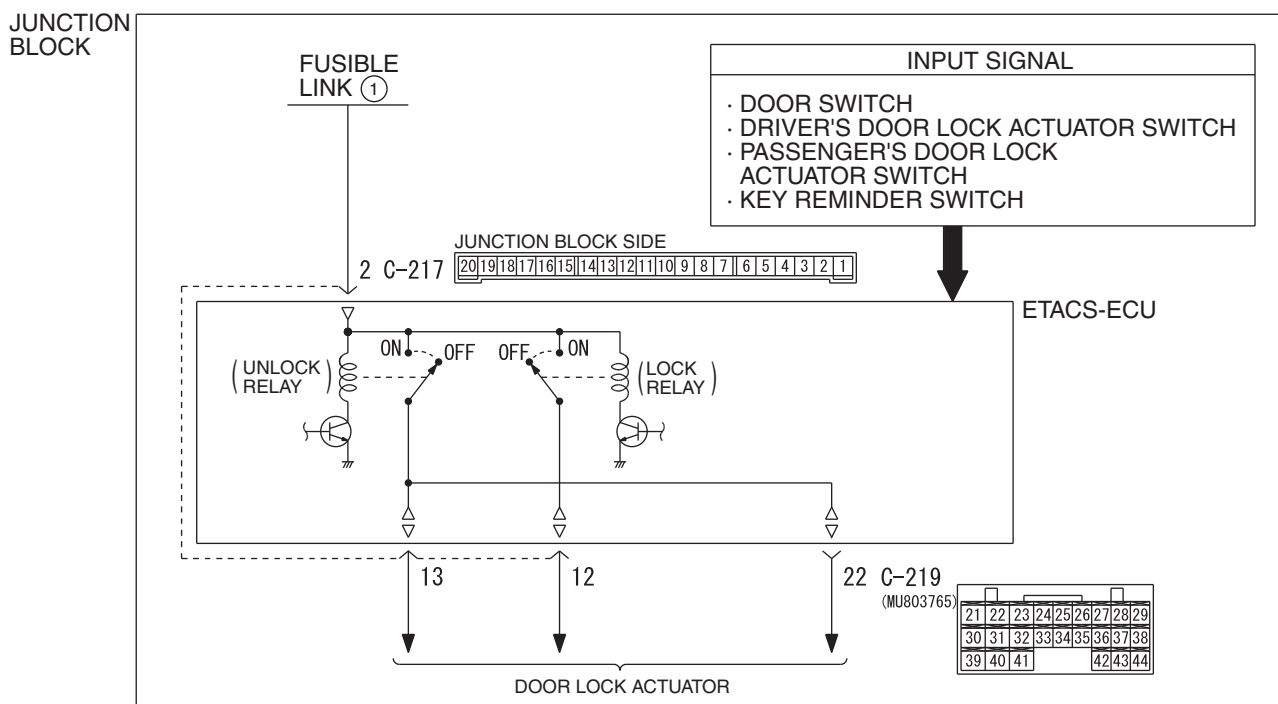 JUNCTION
BLOCK
FUSIBLE
LINK ①
INPUT SIGNAL
· DOOR SWITCH
· DRIVER'S DOOR LOCK ACTUATOR SWITCH
· PASSENGER'S DOOR LOCK
ACTUATOR SWITCH
· KEY REMINDER SWITCH
JUNCTION BLOCK SIDE
2 C-217
20 19 18 17 16 15 14 13 12 11 10 9 8 7 6 5 4 3 2 1
ETACS-ECU
ON OFF OFF ON
(UNLOCK
RELAY)
(LOCK
RELAY)
13
12
22 C-219
(MU803765)
21 22 23 24 25 26 27 28 29
30 31 32 33 34 35 36 37 38
39 40 41 42 43 44
DOOR LOCK ACTUATOR